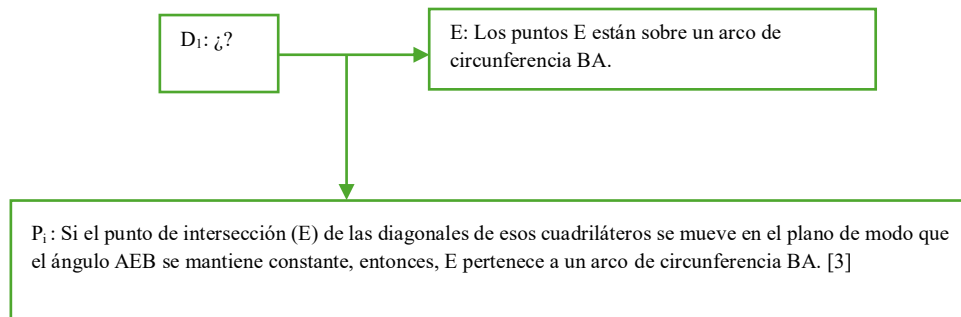 D₁: ¿?
E: Los puntos E están sobre un arco de
circunferencia BA.
Pᵢ : Si el punto de intersección (E) de las diagonales de esos cuadriláteros se mueve en el plano de modo que
el ángulo AEB se mantiene constante, entonces, E pertenece a un arco de circunferencia BA. [3]